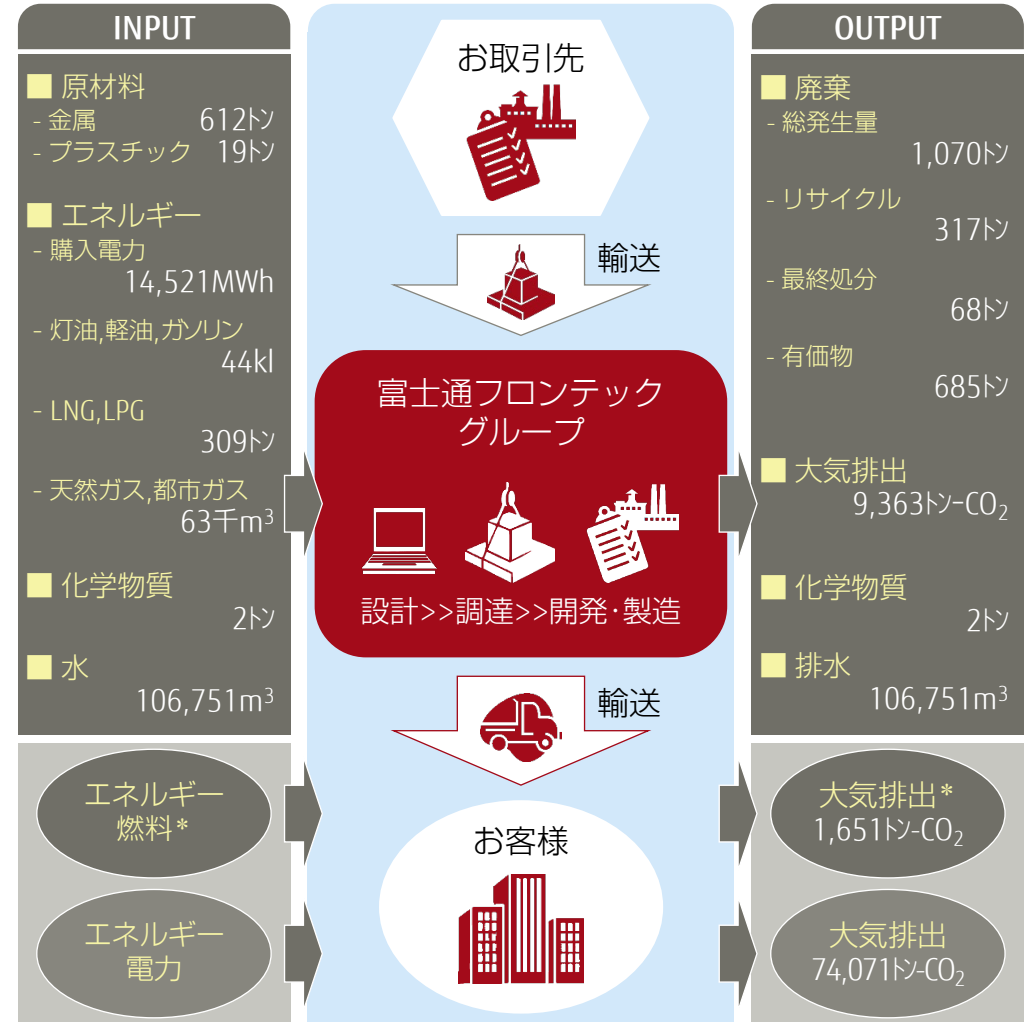 INPUT
■ 原材料
- 金属 612トン
- プラスチック 19トン
■ エネルギー
- 購入電力
14,521MWh
- 灯油,軽油,ガソリン
44kl
- LNG,LPG
309トン
- 天然ガス,都市ガス
63千m³
■ 化学物質
2トン
■ 水
106,751m³
エネルギー
燃料*
エネルギー
電力
お取引先
輸送
富士通フロンテック
グループ
設計>>調達>>開発・製造
輸送
お客様
OUTPUT
■ 廃棄
- 総発生量
1,070トン
- リサイクル
317トン
- 最終処分
68トン
- 有価物
685トン
■ 大気排出
9,363トン-CO₂
■ 化学物質
2トン
■ 排水
106,751m³
大気排出*
1,651トン-CO₂
大気排出
74,071トン-CO₂